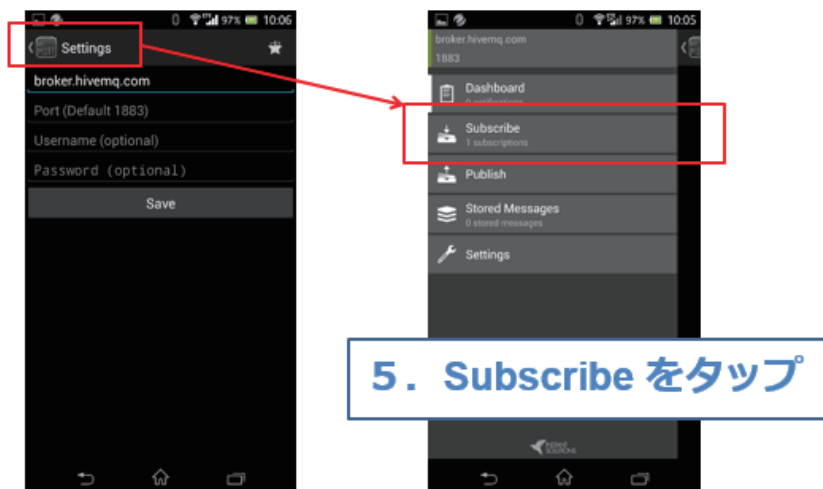 97% 10:06
Settings
broker.hivemq.com
Port (Default 1883)
Username (optional)
Password (optional)
Save
97% 10:05
broker.hivemq.com
1883
Dashboard
0 notifications
Subscribe
1 subscriptions
Publish
Stored Messages
0 stored messages
Settings
5. Subscribe をタップ